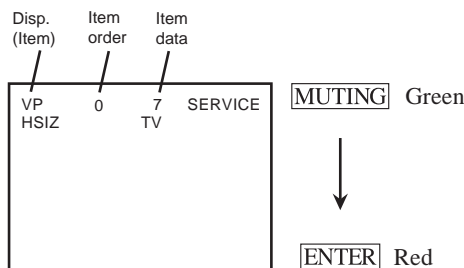 Disp. Item Item
(Item) order data
VP 0 7 SERVICE
HSIZ TV
MUTING Green
ENTER Red